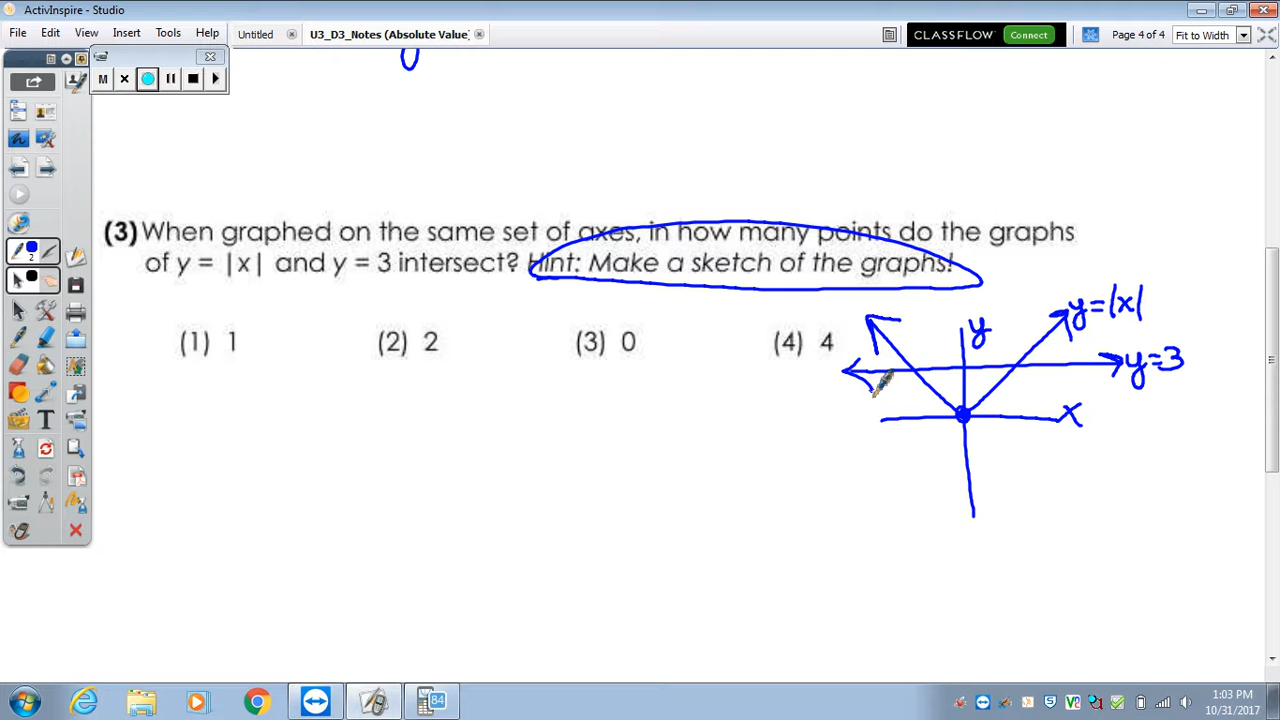 ActivInspire - Studio
File Edit View Insert Tools Help
Untitled
U3_D3_Notes (Absolute Value
CLASSFLOW Connect
Page 4 of 4
Fit to Width
M
2
(3) When graphed on the same set of axes, in how many points do the graphs
of y = |x| and y = 3 intersect? Hint: Make a sketch of the graphs!
(1) 1 (2) 2 (3) 0 (4) 4
y=|x|
y
y=3
x
84
1:03 PM
10/31/2017